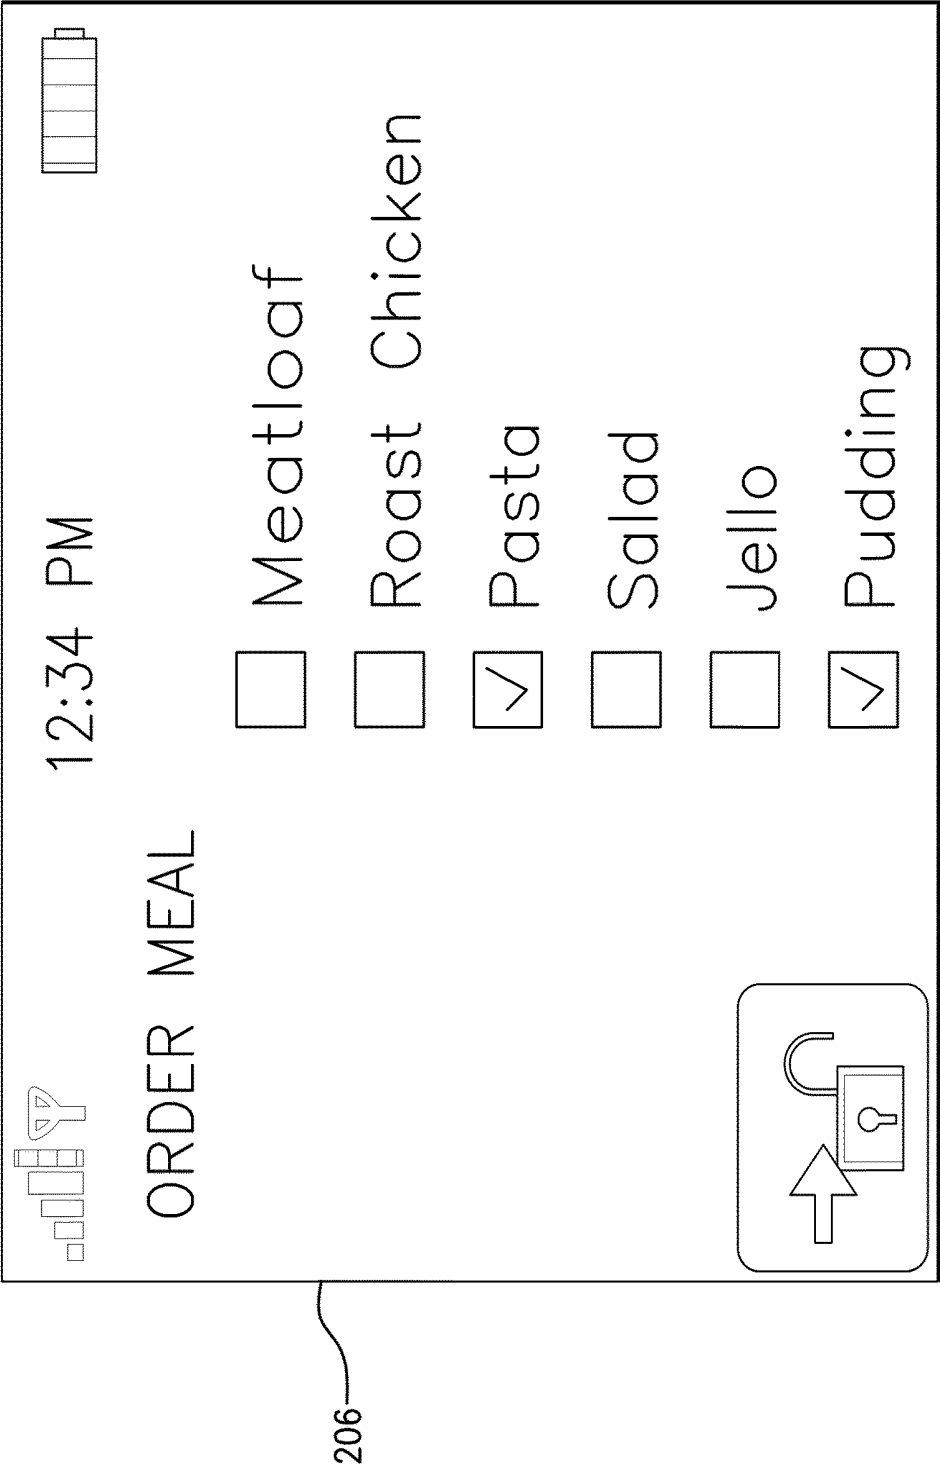 12:34 PM
ORDER MEAL
Meatloaf
Roast Chicken
Pasta
Salad
Jello
Pudding
206